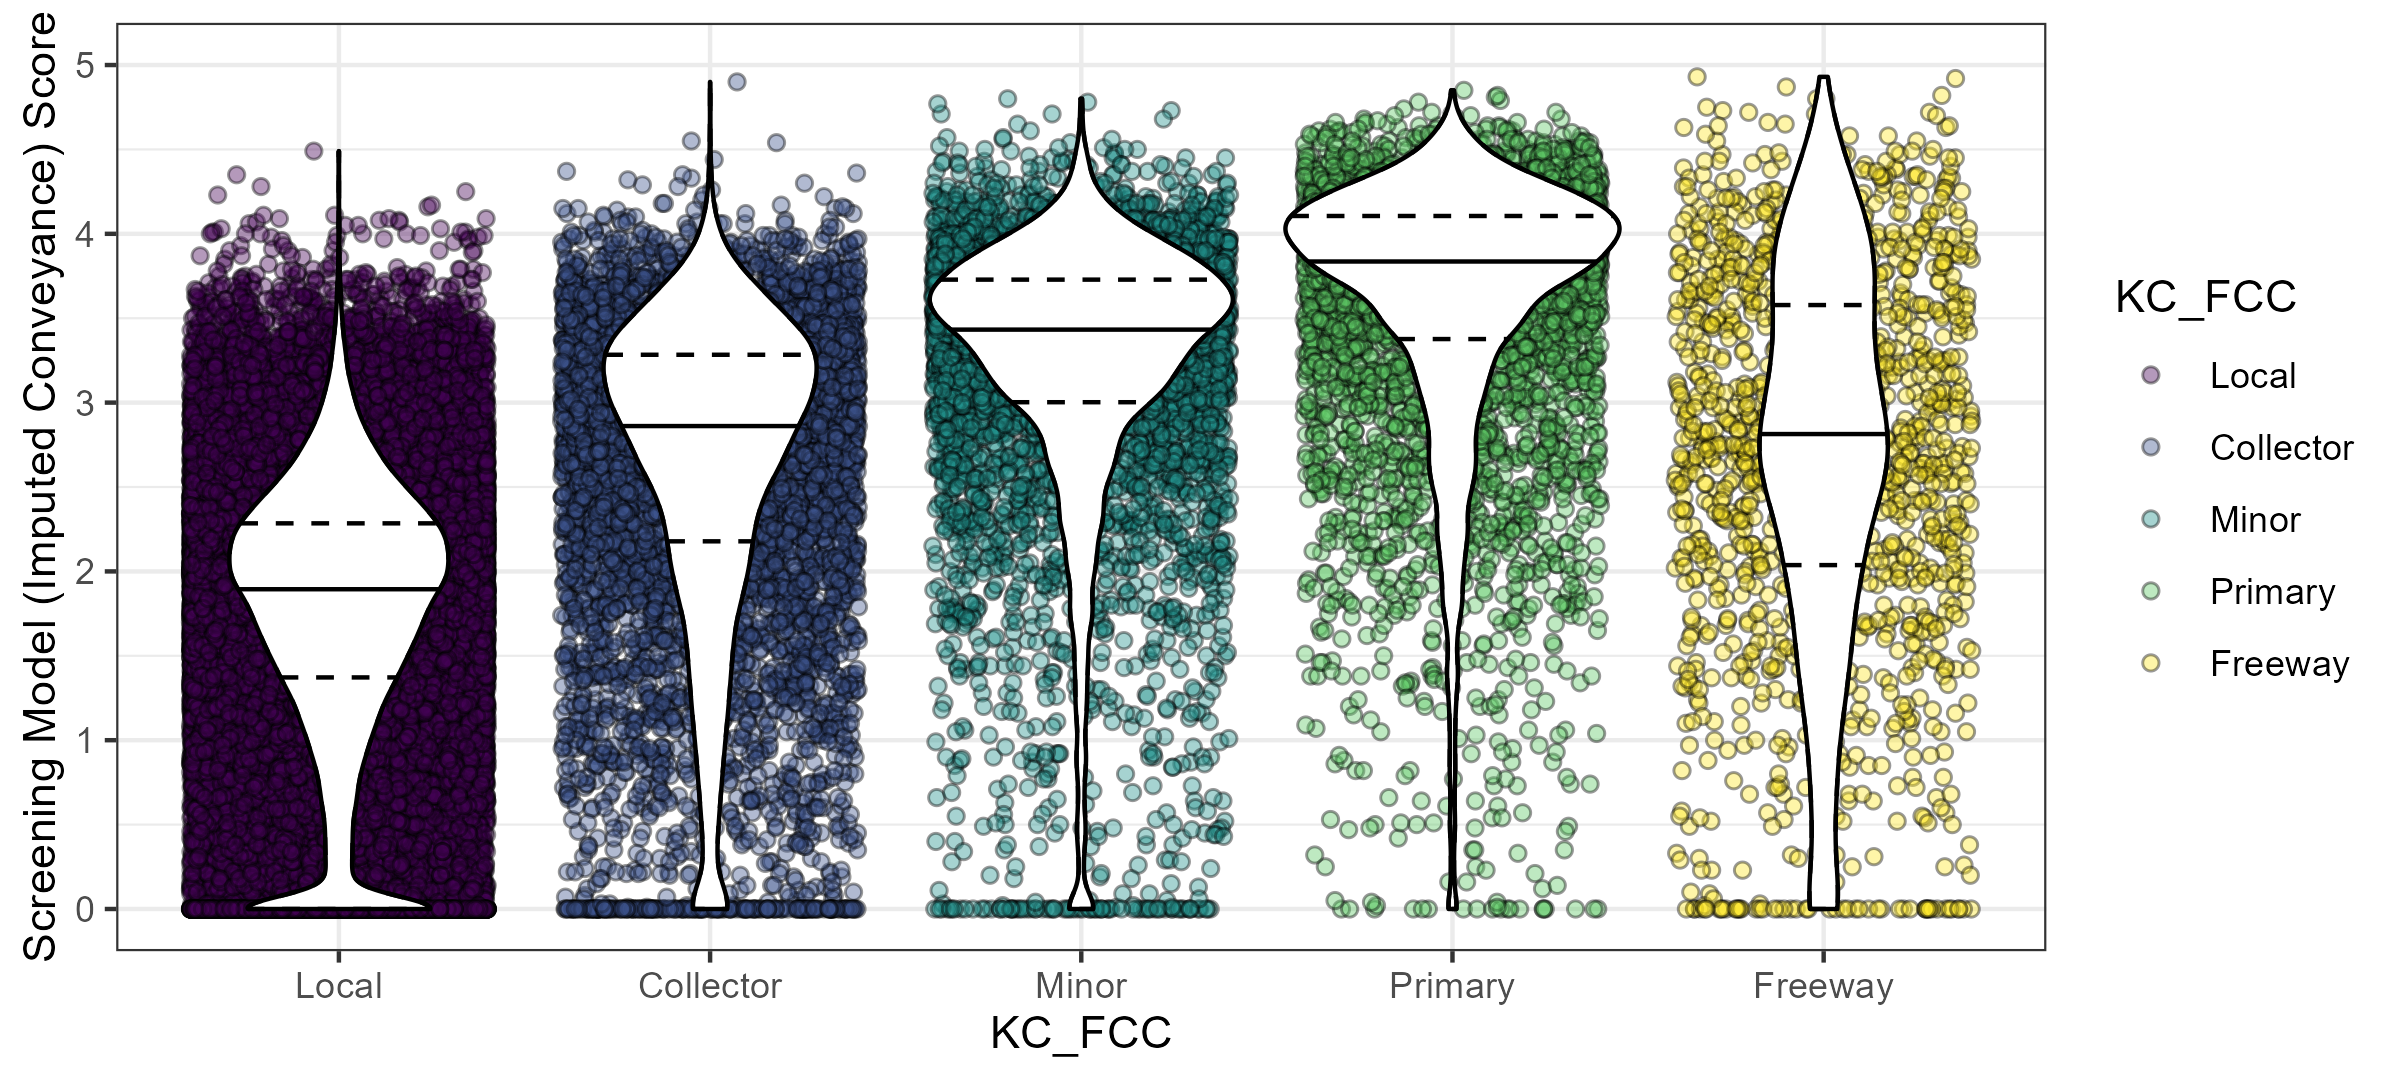 Screening Model (Imputed Conveyance) Score
5
4
3
2
1
0
Local Collector Minor Primary Freeway
KC_FCC
KC_FCC
Local
Collector
Minor
Primary
Freeway